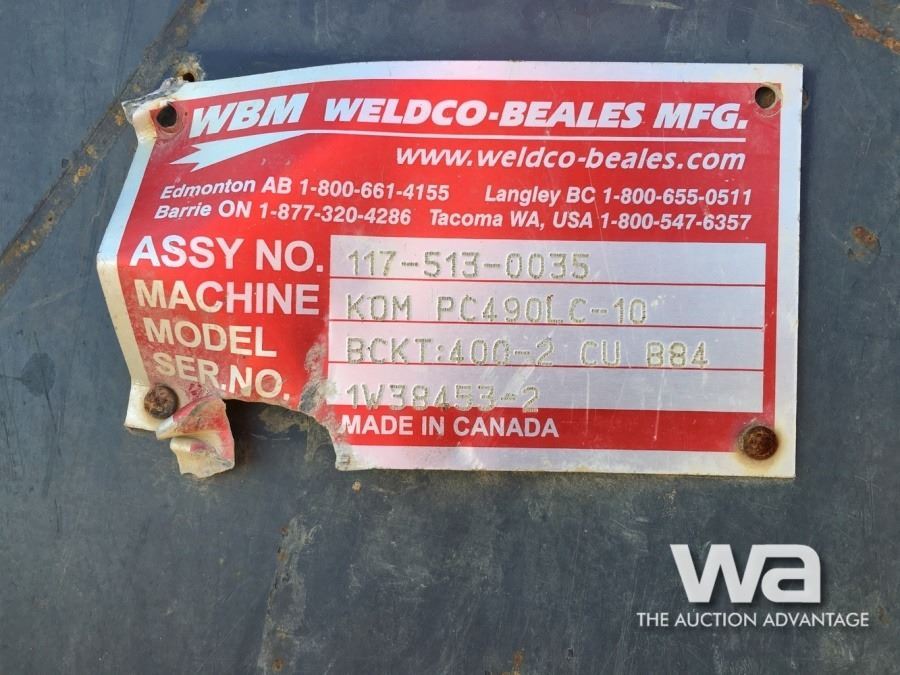 WBM WELDCO-BEALES MFG.
www.weldco-beales.com
Edmonton AB 1-800-661-4155 Langley BC 1-800-655-0511
Barrie ON 1-877-320-4286 Tacoma WA, USA 1-800-547-6357
ASSY NO. 117-513-0035
MACHINE KOM PC490LC-10
MODEL BCKT:400-2 CU B84
SER.NO. 1W38453-2
MADE IN CANADA
wa
THE AUCTION ADVANTAGE